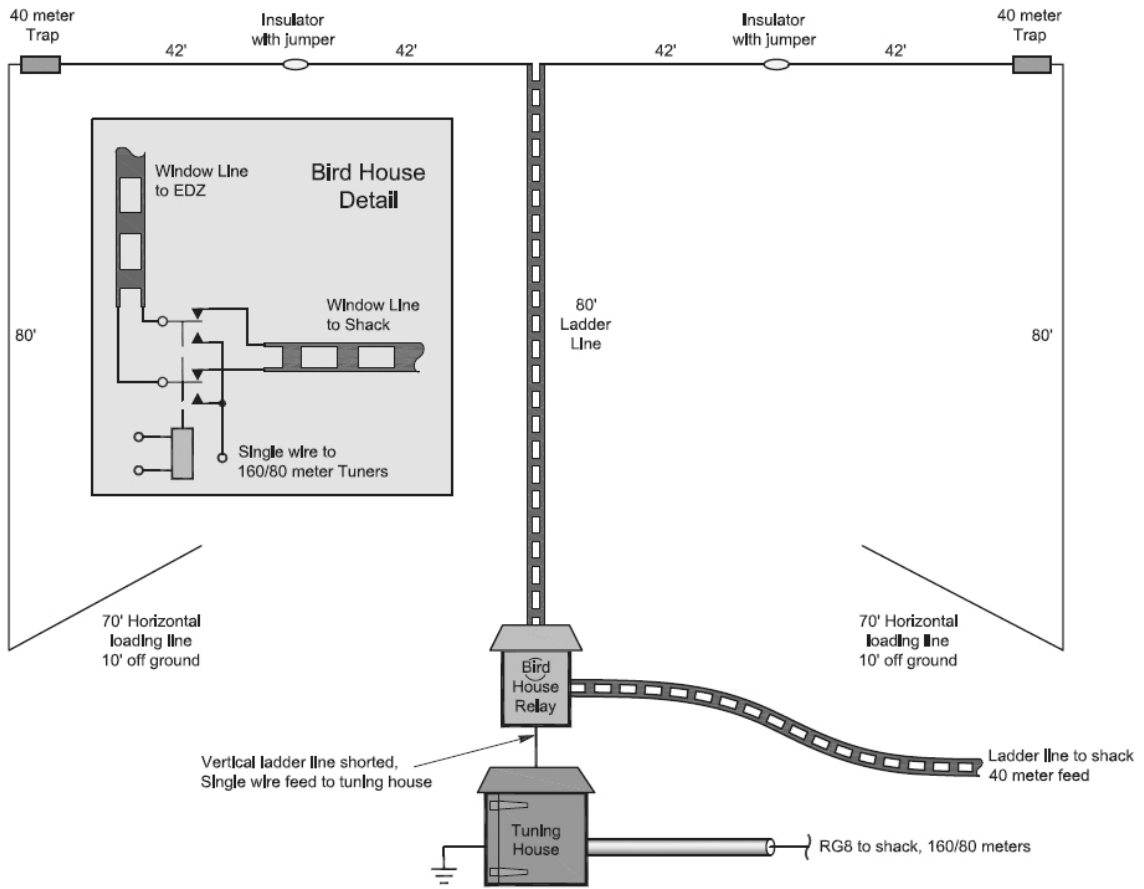 40 meter
Trap
42'
Insulator
with jumper
42'
42'
Insulator
with jumper
42'
40 meter
Trap
Bird House
Detail
Window Line
to EDZ
Window Line
to Shack
Single wire to
160/80 meter Tuners
80'
80'
Ladder
Line
80'
70' Horizontal
loading line
10' off ground
70' Horizontal
loading line
10' off ground
Bird
House
Relay
Vertical ladder line shorted,
Single wire feed to tuning house
Ladder line to shack
40 meter feed
Tuning
House
RG8 to shack, 160/80 meters